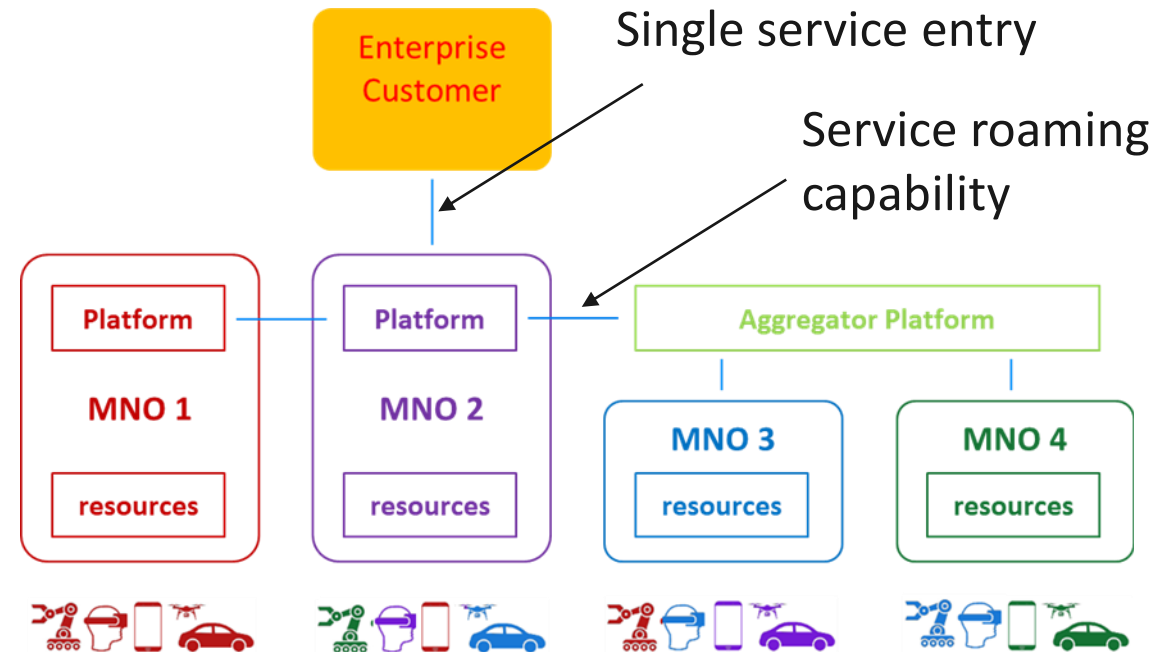 Single service entry
Enterprise
Customer
Service roaming
capability
Platform
Platform
Aggregator Platform
MNO 1
MNO 2
MNO 3
MNO 4
resources
resources
resources
resources